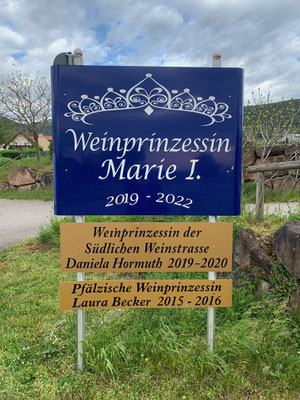 Weinprinzessin
Marie I.
2019 - 2022
Weinprinzessin der
Südlichen Weinstrasse
Daniela Hormuth 2019-2020
Pfälzische Weinprinzessin
Laura Becker 2015 - 2016